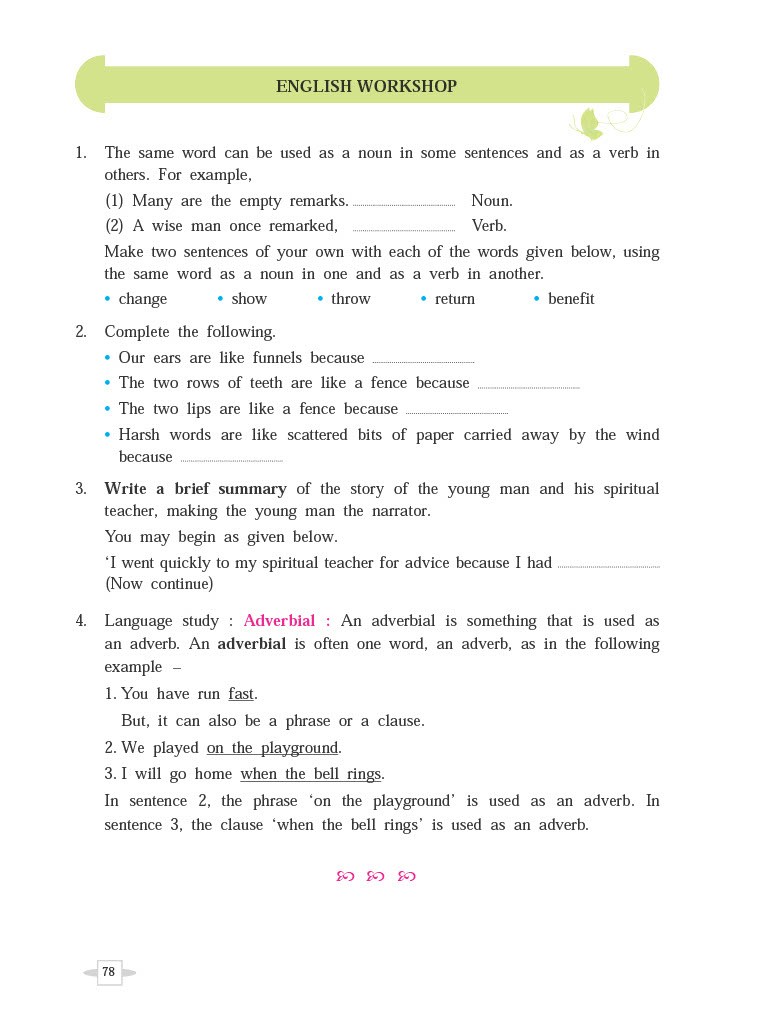 ENGLISH WORKSHOP
1. The same word can be used as a noun in some sentences and as a verb in
others. For example,
(1) Many are the empty remarks. .................... Noun.
(2) A wise man once remarked, .................... Verb.
Make two sentences of your own with each of the words given below, using
the same word as a noun in one and as a verb in another.
• change • show • throw • return • benefit
2. Complete the following.
• Our ears are like funnels because ....................
• The two rows of teeth are like a fence because ....................
• The two lips are like a fence because ....................
• Harsh words are like scattered bits of paper carried away by the wind
because ....................
3. Write a brief summary of the story of the young man and his spiritual
teacher, making the young man the narrator.
You may begin as given below.
‘I went quickly to my spiritual teacher for advice because I had ....................
(Now continue)
4. Language study : Adverbial : An adverbial is something that is used as
an adverb. An adverbial is often one word, an adverb, as in the following
example –
1. You have run fast.
But, it can also be a phrase or a clause.
2. We played on the playground.
3. I will go home when the bell rings.
In sentence 2, the phrase ‘on the playground’ is used as an adverb. In
sentence 3, the clause ‘when the bell rings’ is used as an adverb.
78